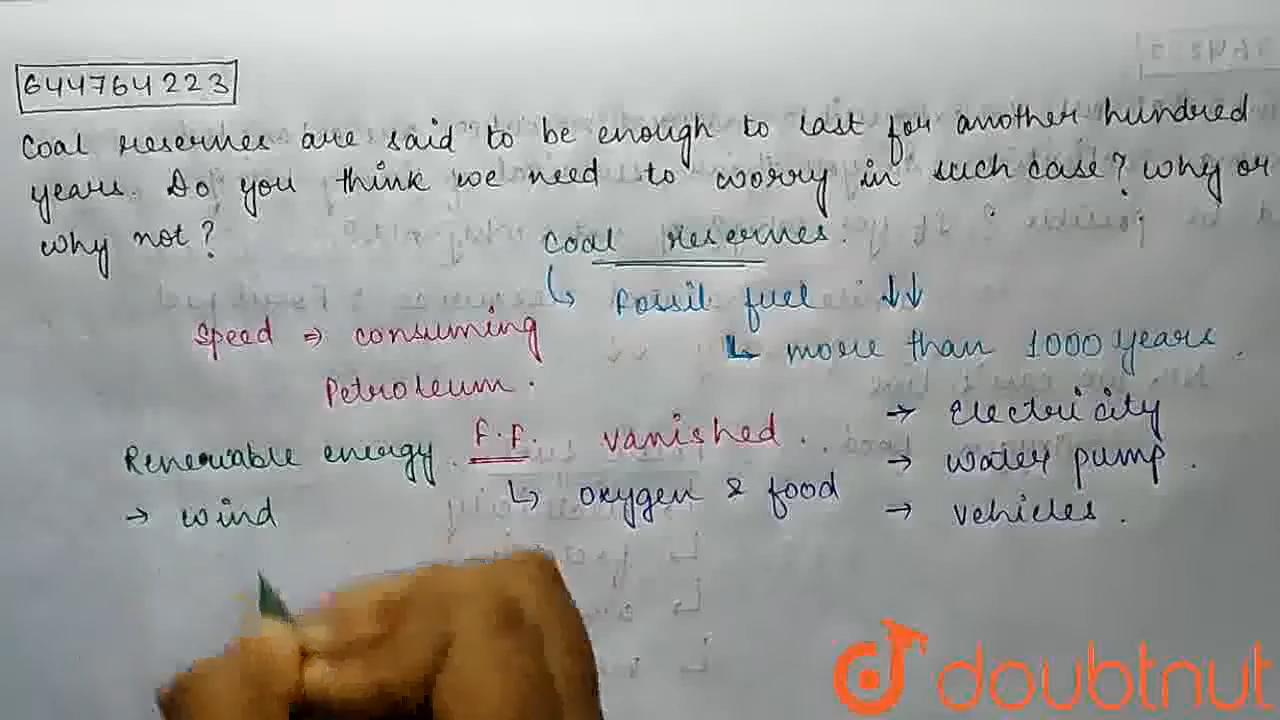 644764223
Coal reserves are said to be enough to last for another hundred
years. Do you think we need to worry in such case? Why or
why not?
Coal reserves.
↳ Fossil fuel ↓↓
Speed ⇒ consuming
↳ more than 1000 years.
Petroleum.
→ Electricity
F.F. vanished.
Renewable energy.
→ water pump.
↳ oxygen & food
→ wind
→ vehicles.
doubtnut